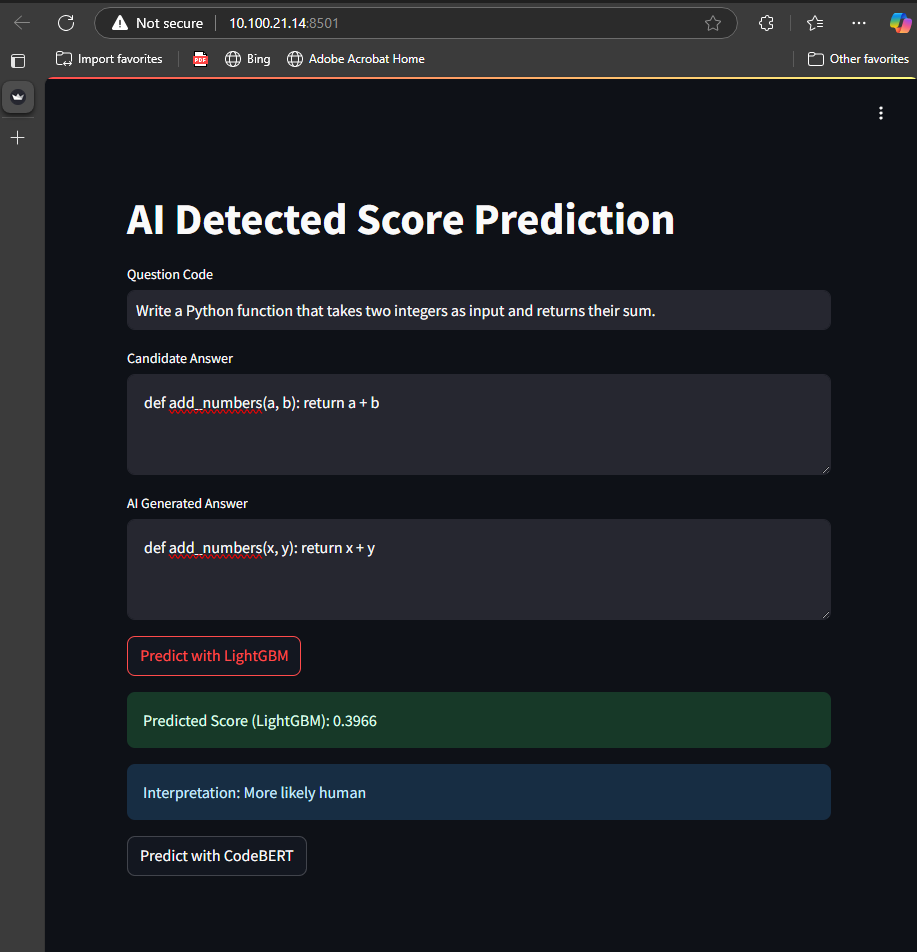 Not secure
10.100.21.14:8501
Import favorites
PDF
Bing
Adobe Acrobat Home
Other favorites
AI Detected Score Prediction
Question Code
Write a Python function that takes two integers as input and returns their sum.
Candidate Answer
def add_numbers(a, b): return a + b
AI Generated Answer
def add_numbers(x, y): return x + y
Predict with LightGBM
Predicted Score (LightGBM): 0.3966
Interpretation: More likely human
Predict with CodeBERT